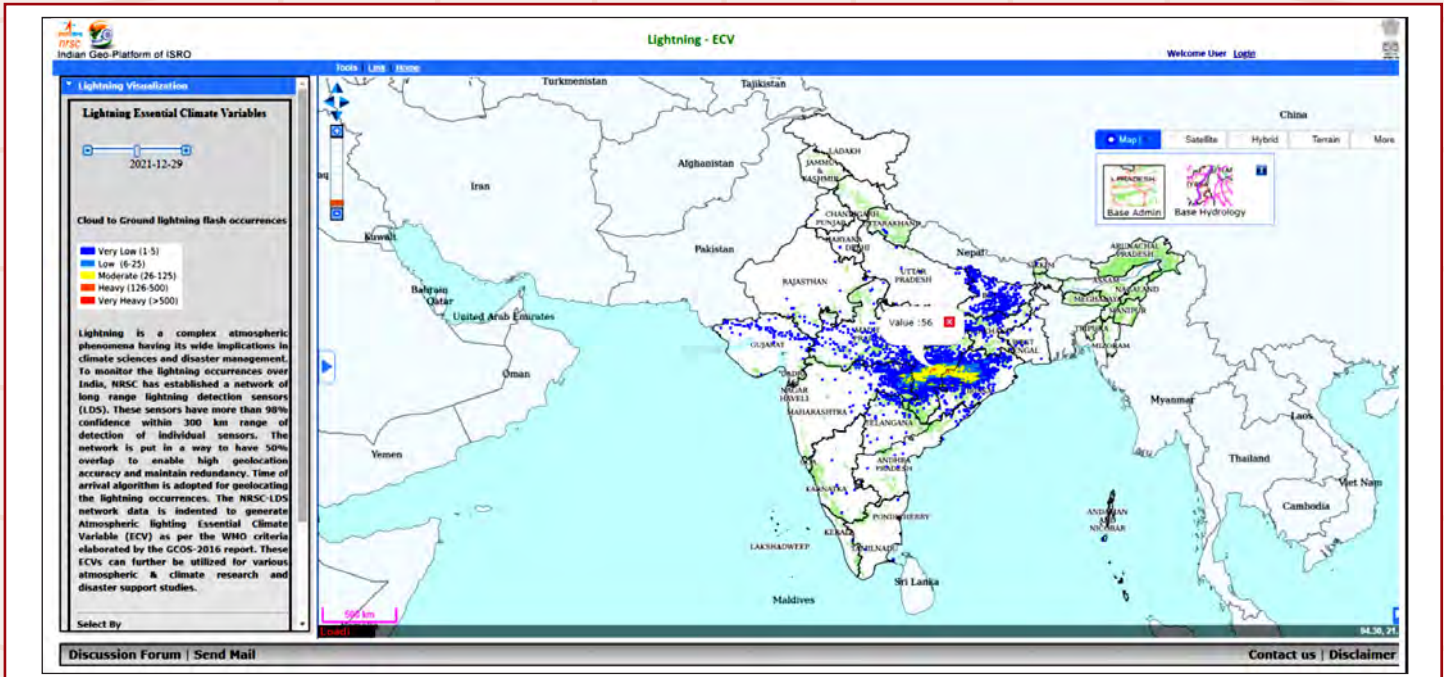 nrsc
Indian Geo-Platform of ISRO
Lightning - ECV
Welcome User Login
Tools Link Home
Lightning Visualization
Lightning Essential Climate Variables
2021-12-29
Cloud to Ground lightning flash occurrences
Very Low (1-5)
Low (6-25)
Moderate (26-125)
Heavy (126-500)
Very Heavy (>500)
Lightning is a complex atmospheric
phenomena having its wide implications in
climate sciences and disaster management.
To monitor the lightning occurrences over
India, NRSC has established a network of
long range lightning detection sensors
(LDS). These sensors have more than 98%
confidence within 300 km range of
detection of individual sensors. The
network is put in a way to have 50%
overlap to enable high geolocation
accuracy and maintain redundancy. Time of
arrival algorithm is adopted for geolocating
the lightning occurrences. The NRSC-LDS
network data is indented to generate
Atmospheric lighting Essential Climate
Variable (ECV) as per the WMO criteria
elaborated by the GCOS-2016 report. These
ECVs can further be utilized for various
atmospheric & climate research and
disaster support studies.
Select By
Turkmenistan
Tajikistan
China
Map
Satellite
Hybrid
Terrain
More
Base Admin
Base Hydrology
Afghanistan
Iran
LADAKH
JAMMU
&
KASHMIR
PUNJAB
HARYANA
DELHI
Kuwait
Pakistan
Nepal
ARUNACHAL
PRADESH
SIKKIM
ASSAM
NAGALAND
MEGHALAYA
MANIPUR
TRIPURA
MIZORAM
RAJASTHAN
UTTAR
PRADESH
Bahrain
Qatar
United Arab Emirates
Value :56
GUJARAT
BENGAL
Oman
NAGAR
HAVELI
MAHARASHTRA
TELANGANA
Myanmar
Laos
Yemen
ANDHRA
PRADESH
Thailand
Viet Nam
KARNATKA
Cambodia
PONDICHERRY
ANDAMAN
AND
NICOBAR
KERALA
LAKSHADWEEP
TAMILNADU
Sri Lanka
Maldives
500 km
Loadi
94.30, 21.
Discussion Forum | Send Mail
Contact us | Disclaimer